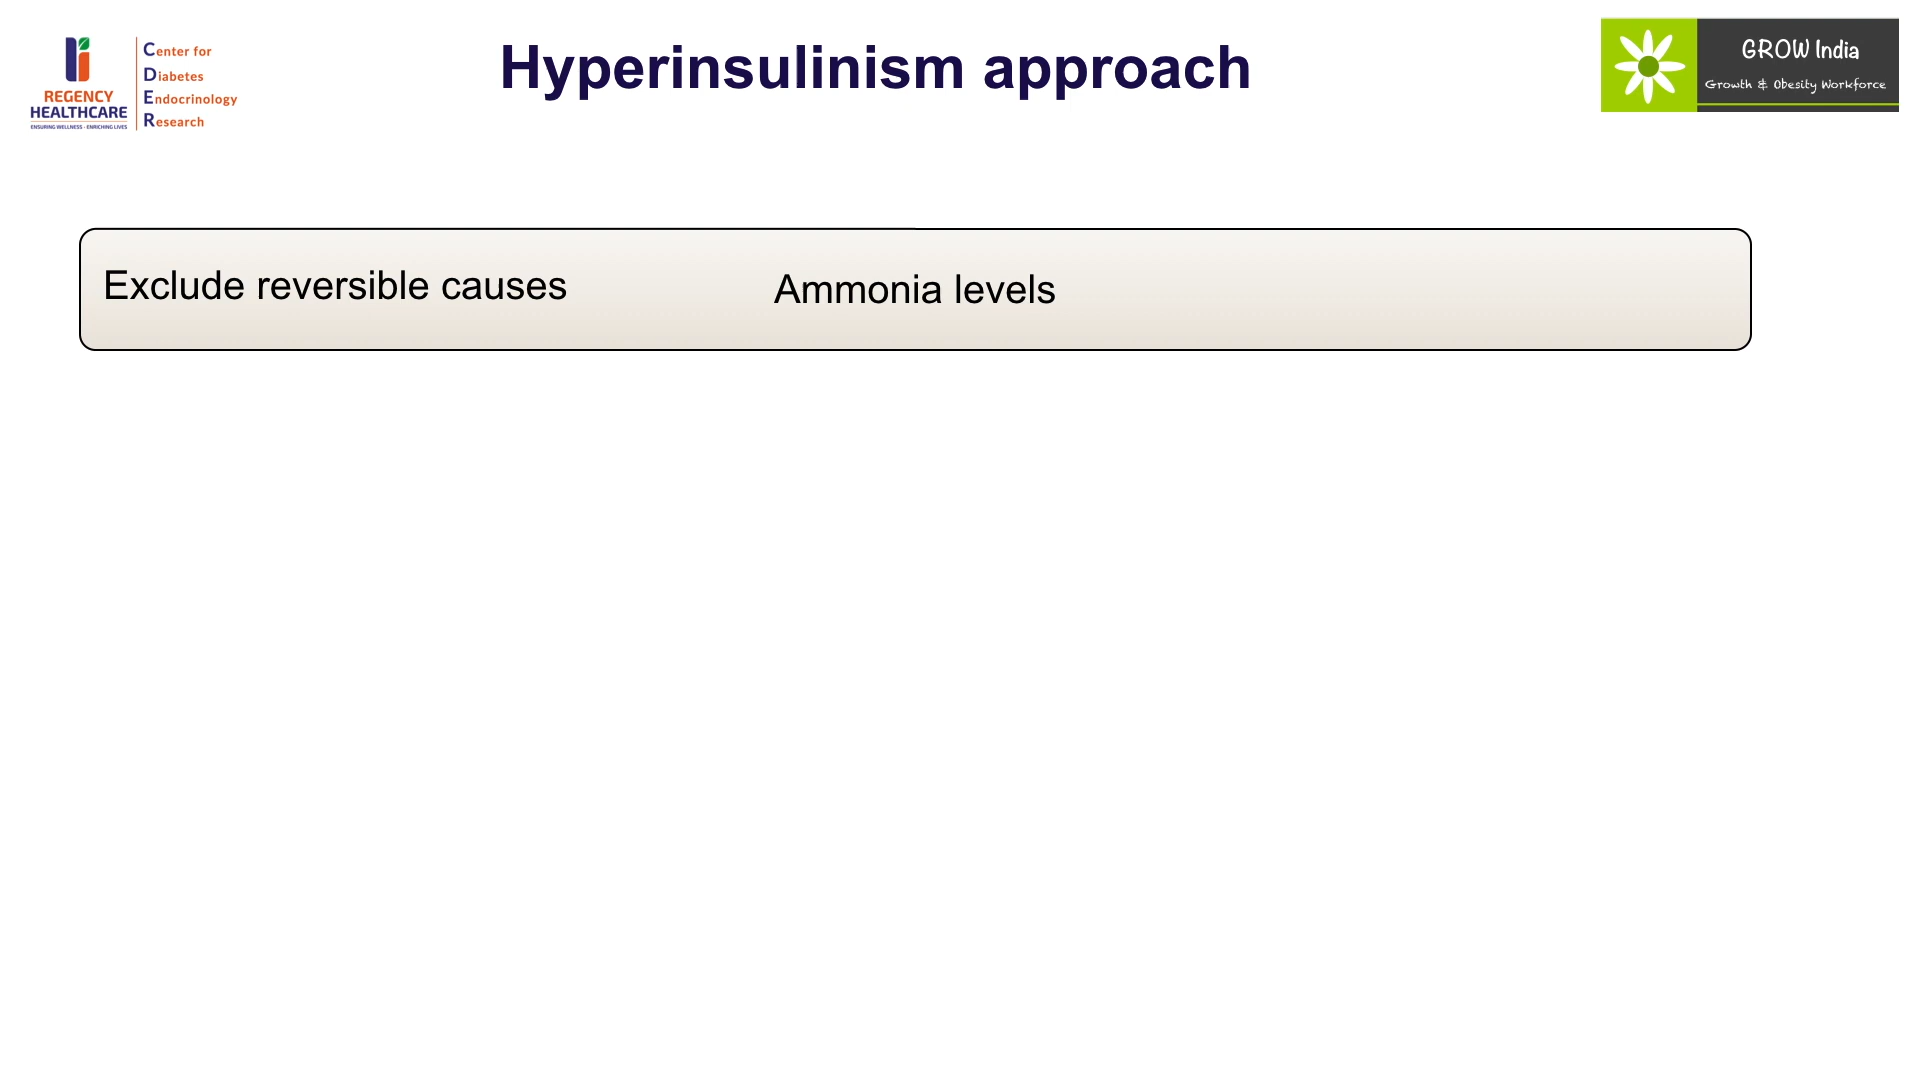 Hyperinsulinism approach
REGENCY
HEALTHCARE
ENSURING WELLNESS - ENRICHING LIVES
Center for
Diabetes
Endocrinology
Research
GROW India
Growth & Obesity Workforce
Exclude reversible causes
Ammonia levels